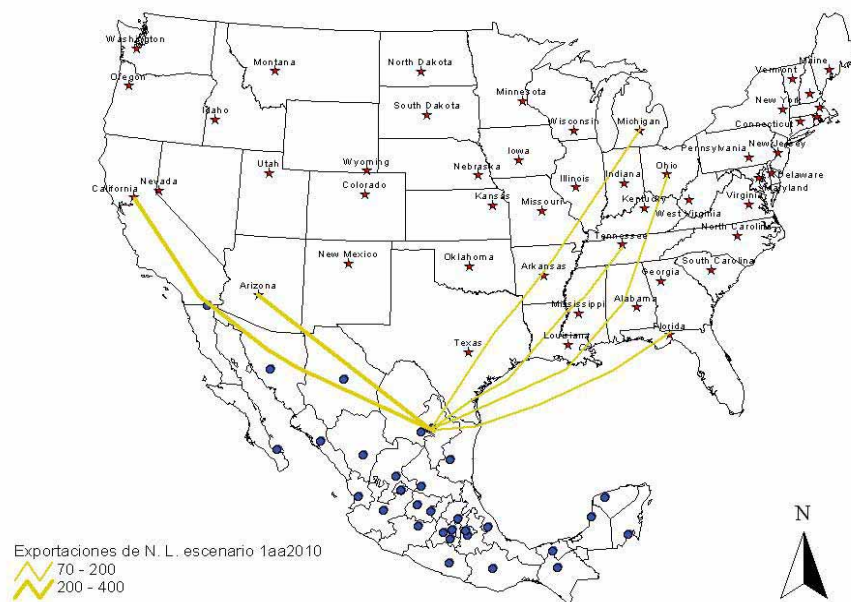 Washington
Montana
North Dakota
Maine
Vermont
Oregon
Minnesota
South Dakota
New York
Idaho
Wisconsin
Michigan
Connecticut
Iowa
Pennsylvania
New Jersey
Utah
Wyoming
Nebraska
Ohio
Illinois
Indiana
Delaware
California
Nevada
Colorado
Kansas
Missouri
Kentucky
Virginia
Maryland
West Virginia
Tennessee
North Carolina
New Mexico
Oklahoma
Arkansas
Georgia
South Carolina
Arizona
Mississippi
Alabama
Florida
Texas
Louisiana
N
Exportaciones de N. L. escenario 1aa2010
70 - 200
200 - 400